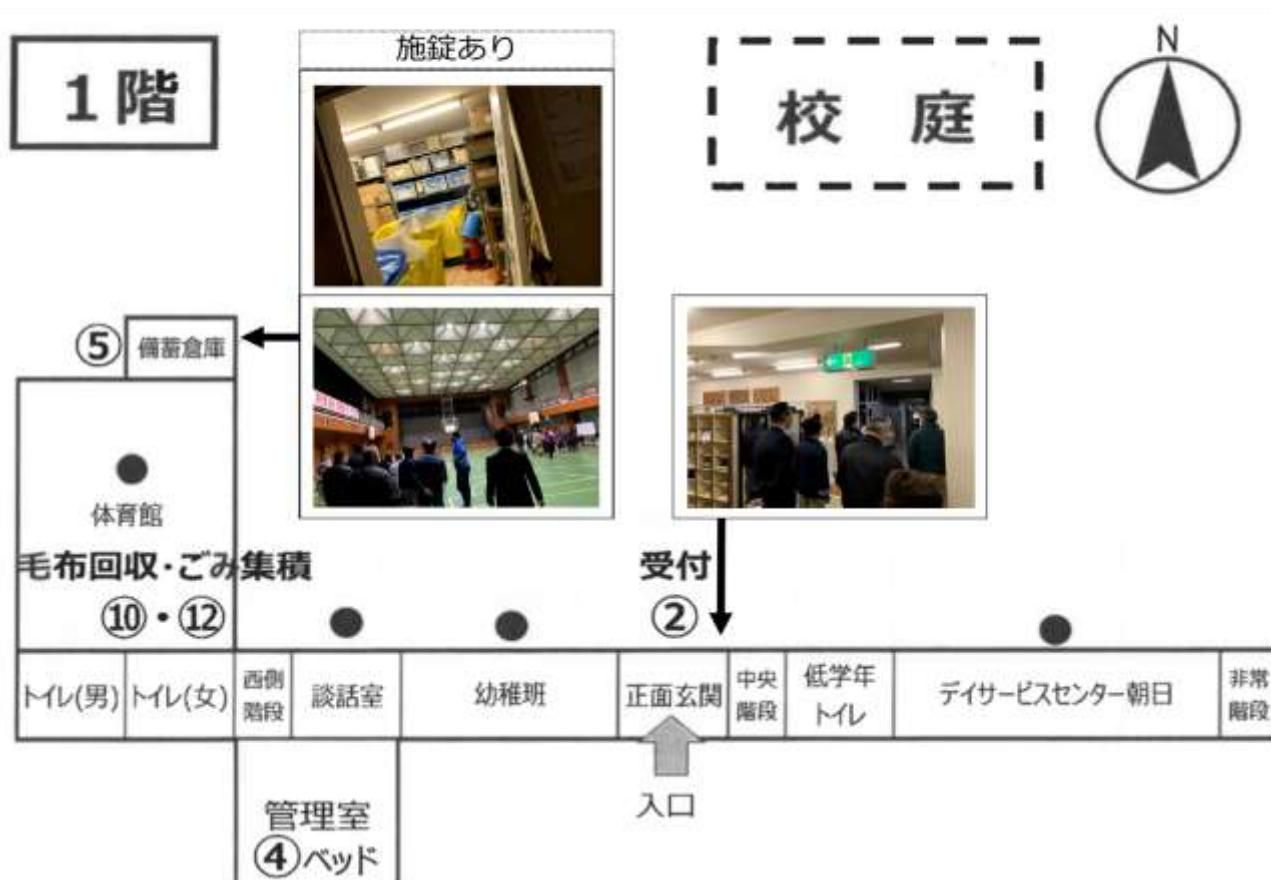 1階
施錠あり
校 庭
N
⑤ 備蓄倉庫
体育館
毛布回収・ごみ集積
⑩・⑫
受付
②
トイレ(男)
トイレ(女)
西側
階段
談話室
幼稚班
正面玄関
中央
階段
低学年
トイレ
デイサービスセンター朝日
非常
階段
入口
管理室
④ベッド